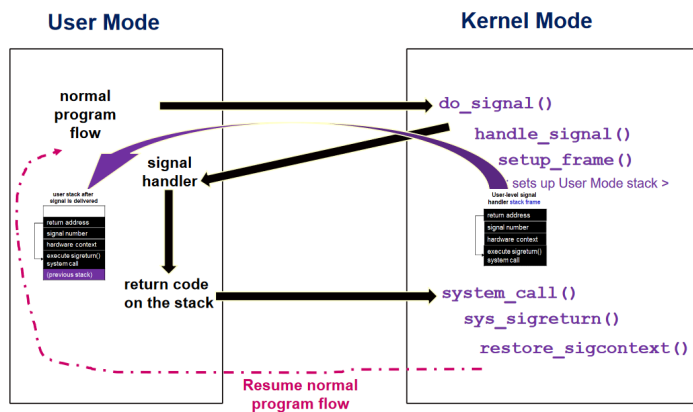 User Mode
Kernel Mode
normal
program
flow
do_signal()
handle_signal()
setup_frame()
sets up User Mode stack >
signal
handler
user stack after
signal is delivered
return address
signal number
hardware context
execute sigreturn()
system call
(previous stack)
User-level signal
handler stack frame
return address
signal number
hardware context
execute sigreturn()
system call
return code
on the stack
system_call()
sys_sigreturn()
restore_sigcontext()
Resume normal
program flow